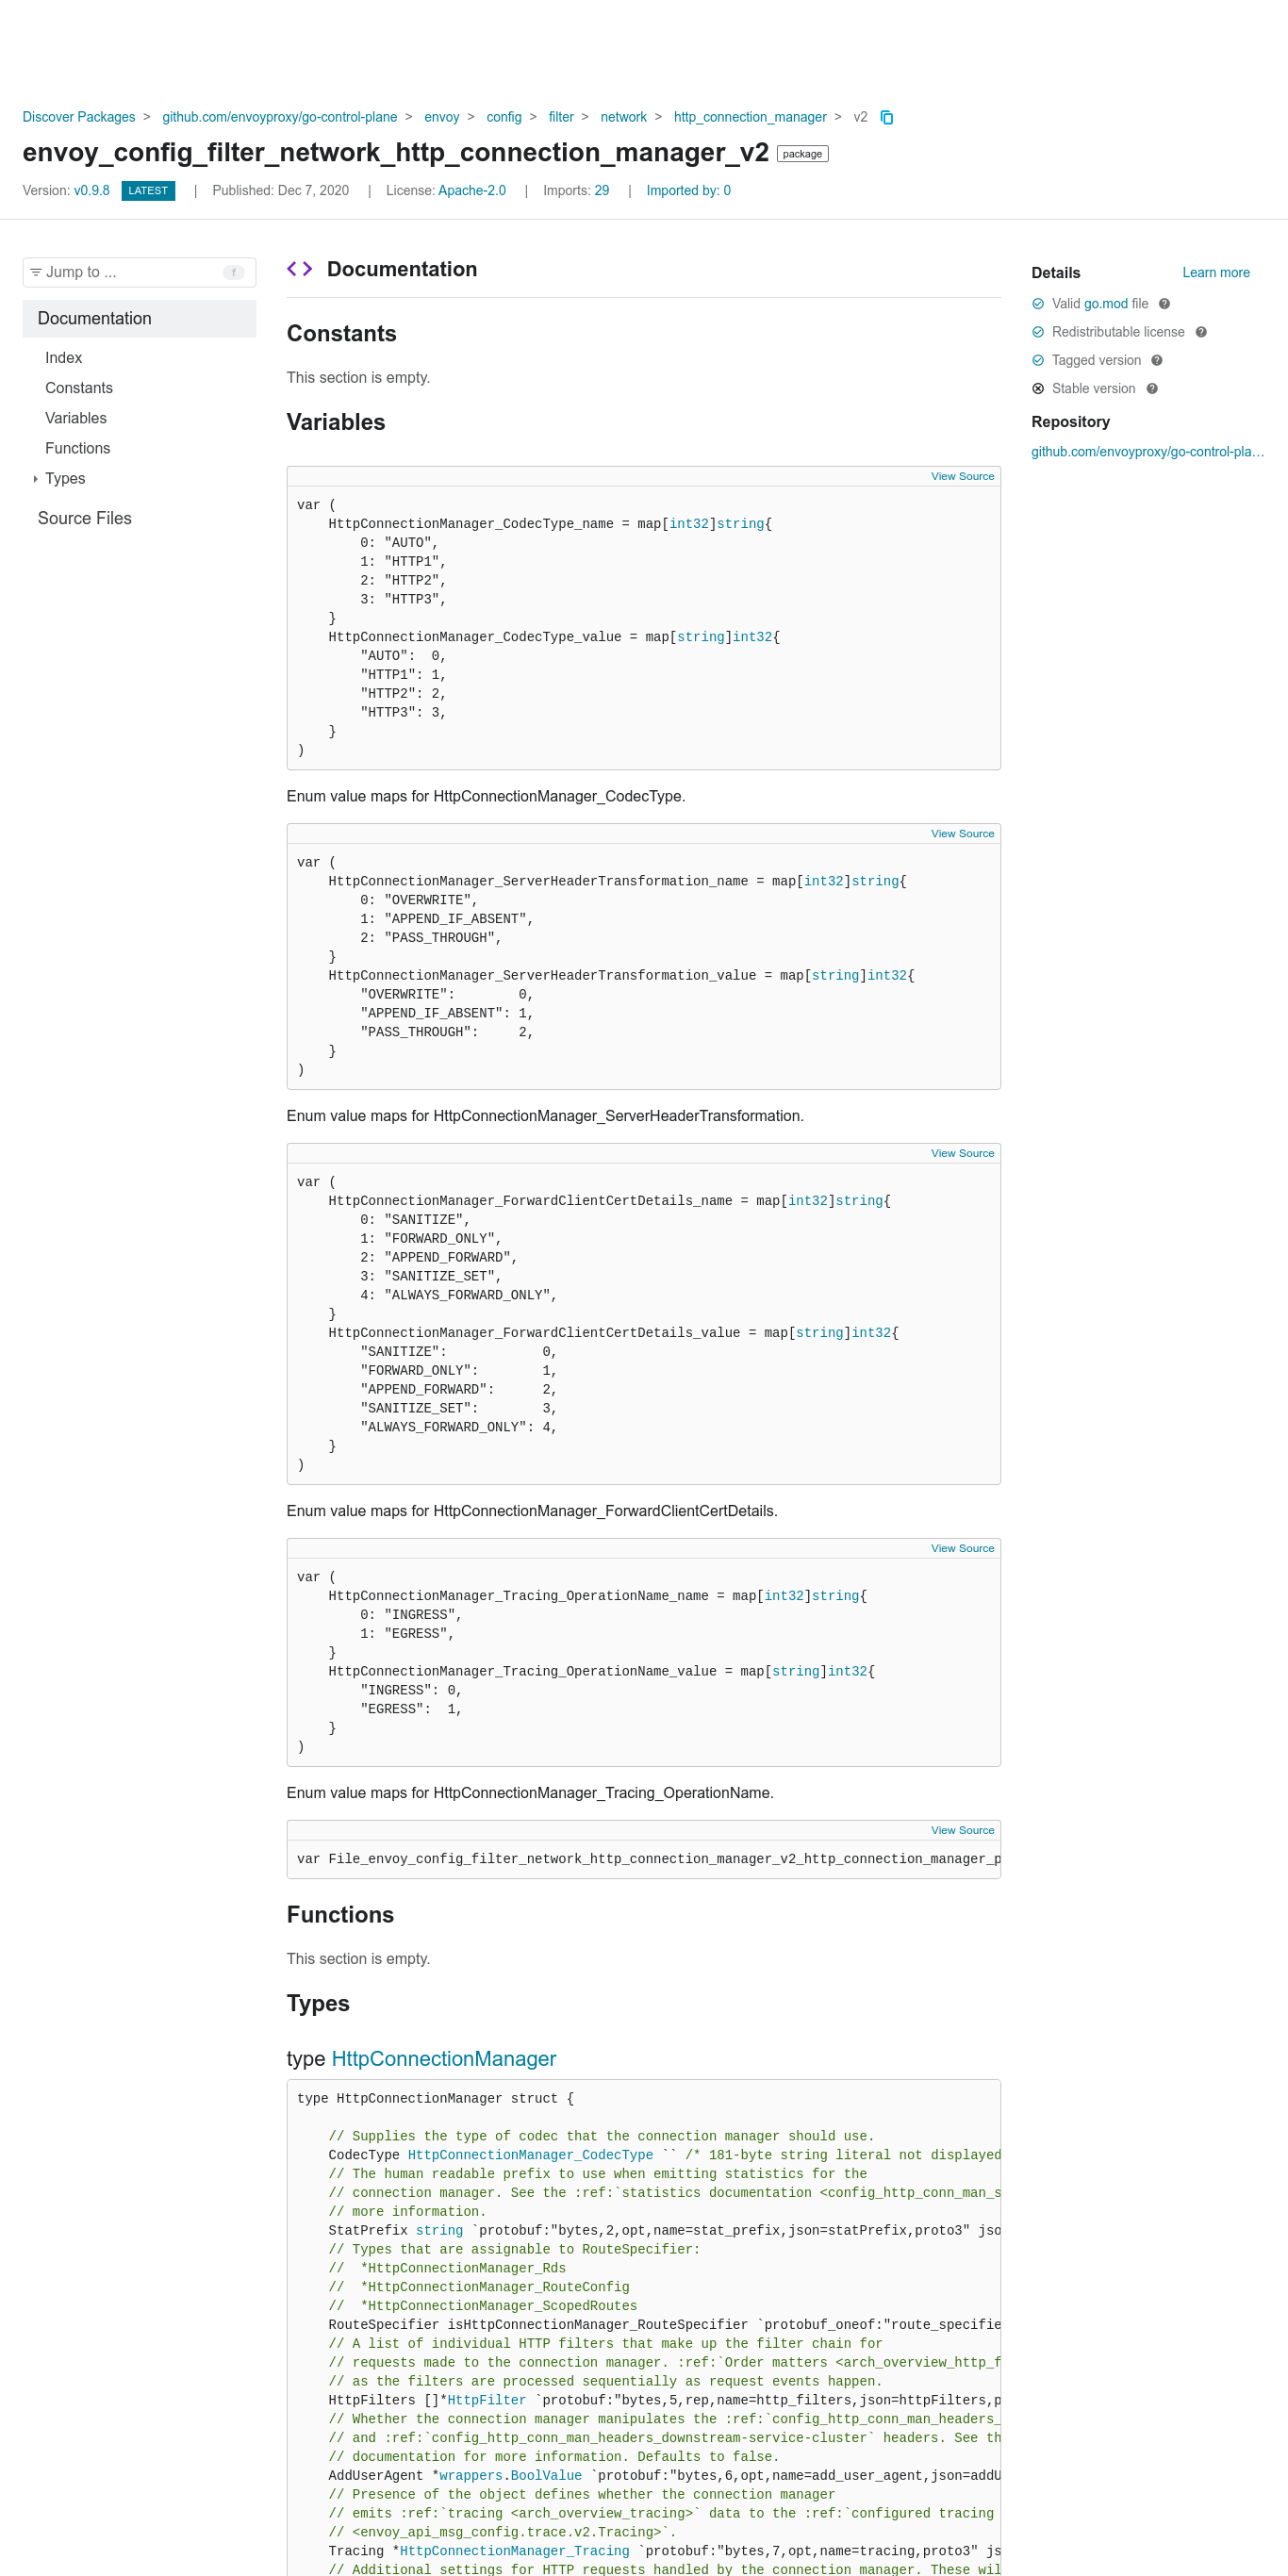 Discover Packages > github.com/envoyproxy/go-control-plane > envoy > config > filter > network > http_connection_manager > v2
envoy_config_filter_network_http_connection_manager_v2 package
Version: v0.9.8 LATEST | Published: Dec 7, 2020 | License: Apache-2.0 | Imports: 29 | Imported by: 0
Jump to ... f
Documentation
Index
Constants
Variables
Functions
Types
Source Files
Documentation
Constants
This section is empty.
Variables
View Source
var (
    HttpConnectionManager_CodecType_name = map[int32]string{
        0: "AUTO",
        1: "HTTP1",
        2: "HTTP2",
        3: "HTTP3",
    }
    HttpConnectionManager_CodecType_value = map[string]int32{
        "AUTO":  0,
        "HTTP1": 1,
        "HTTP2": 2,
        "HTTP3": 3,
    }
)
Enum value maps for HttpConnectionManager_CodecType.
View Source
var (
    HttpConnectionManager_ServerHeaderTransformation_name = map[int32]string{
        0: "OVERWRITE",
        1: "APPEND_IF_ABSENT",
        2: "PASS_THROUGH",
    }
    HttpConnectionManager_ServerHeaderTransformation_value = map[string]int32{
        "OVERWRITE":        0,
        "APPEND_IF_ABSENT": 1,
        "PASS_THROUGH":     2,
    }
)
Enum value maps for HttpConnectionManager_ServerHeaderTransformation.
View Source
var (
    HttpConnectionManager_ForwardClientCertDetails_name = map[int32]string{
        0: "SANITIZE",
        1: "FORWARD_ONLY",
        2: "APPEND_FORWARD",
        3: "SANITIZE_SET",
        4: "ALWAYS_FORWARD_ONLY",
    }
    HttpConnectionManager_ForwardClientCertDetails_value = map[string]int32{
        "SANITIZE":            0,
        "FORWARD_ONLY":        1,
        "APPEND_FORWARD":      2,
        "SANITIZE_SET":        3,
        "ALWAYS_FORWARD_ONLY": 4,
    }
)
Enum value maps for HttpConnectionManager_ForwardClientCertDetails.
View Source
var (
    HttpConnectionManager_Tracing_OperationName_name = map[int32]string{
        0: "INGRESS",
        1: "EGRESS",
    }
    HttpConnectionManager_Tracing_OperationName_value = map[string]int32{
        "INGRESS": 0,
        "EGRESS":  1,
    }
)
Enum value maps for HttpConnectionManager_Tracing_OperationName.
View Source
var File_envoy_config_filter_network_http_connection_manager_v2_http_connection_manager_p
Functions
This section is empty.
Types
type HttpConnectionManager
type HttpConnectionManager struct {
    // Supplies the type of codec that the connection manager should use.
    CodecType HttpConnectionManager_CodecType `` /* 181-byte string literal not displayed
    // The human readable prefix to use when emitting statistics for the
    // connection manager. See the :ref:`statistics documentation <config_http_conn_man_s
    // more information.
    StatPrefix string `protobuf:"bytes,2,opt,name=stat_prefix,json=statPrefix,proto3" jso
    // Types that are assignable to RouteSpecifier:
    //  *HttpConnectionManager_Rds
    //  *HttpConnectionManager_RouteConfig
    //  *HttpConnectionManager_ScopedRoutes
    RouteSpecifier isHttpConnectionManager_RouteSpecifier `protobuf_oneof:"route_specifie
    // A list of individual HTTP filters that make up the filter chain for
    // requests made to the connection manager. :ref:`Order matters <arch_overview_http_f
    // as the filters are processed sequentially as request events happen.
    HttpFilters []*HttpFilter `protobuf:"bytes,5,rep,name=http_filters,json=httpFilters,p
    // Whether the connection manager manipulates the :ref:`config_http_conn_man_headers_
    // and :ref:`config_http_conn_man_headers_downstream-service-cluster` headers. See th
    // documentation for more information. Defaults to false.
    AddUserAgent *wrappers.BoolValue `protobuf:"bytes,6,opt,name=add_user_agent,json=addU
    // Presence of the object defines whether the connection manager
    // emits :ref:`tracing <arch_overview_tracing>` data to the :ref:`configured tracing
    // <envoy_api_msg_config.trace.v2.Tracing>`.
    Tracing *HttpConnectionManager_Tracing `protobuf:"bytes,7,opt,name=tracing,proto3" js
    // Additional settings for HTTP requests handled by the connection manager. These wil
Details Learn more
Valid go.mod file
Redistributable license
Tagged version
Stable version
Repository
github.com/envoyproxy/go-control-pla…